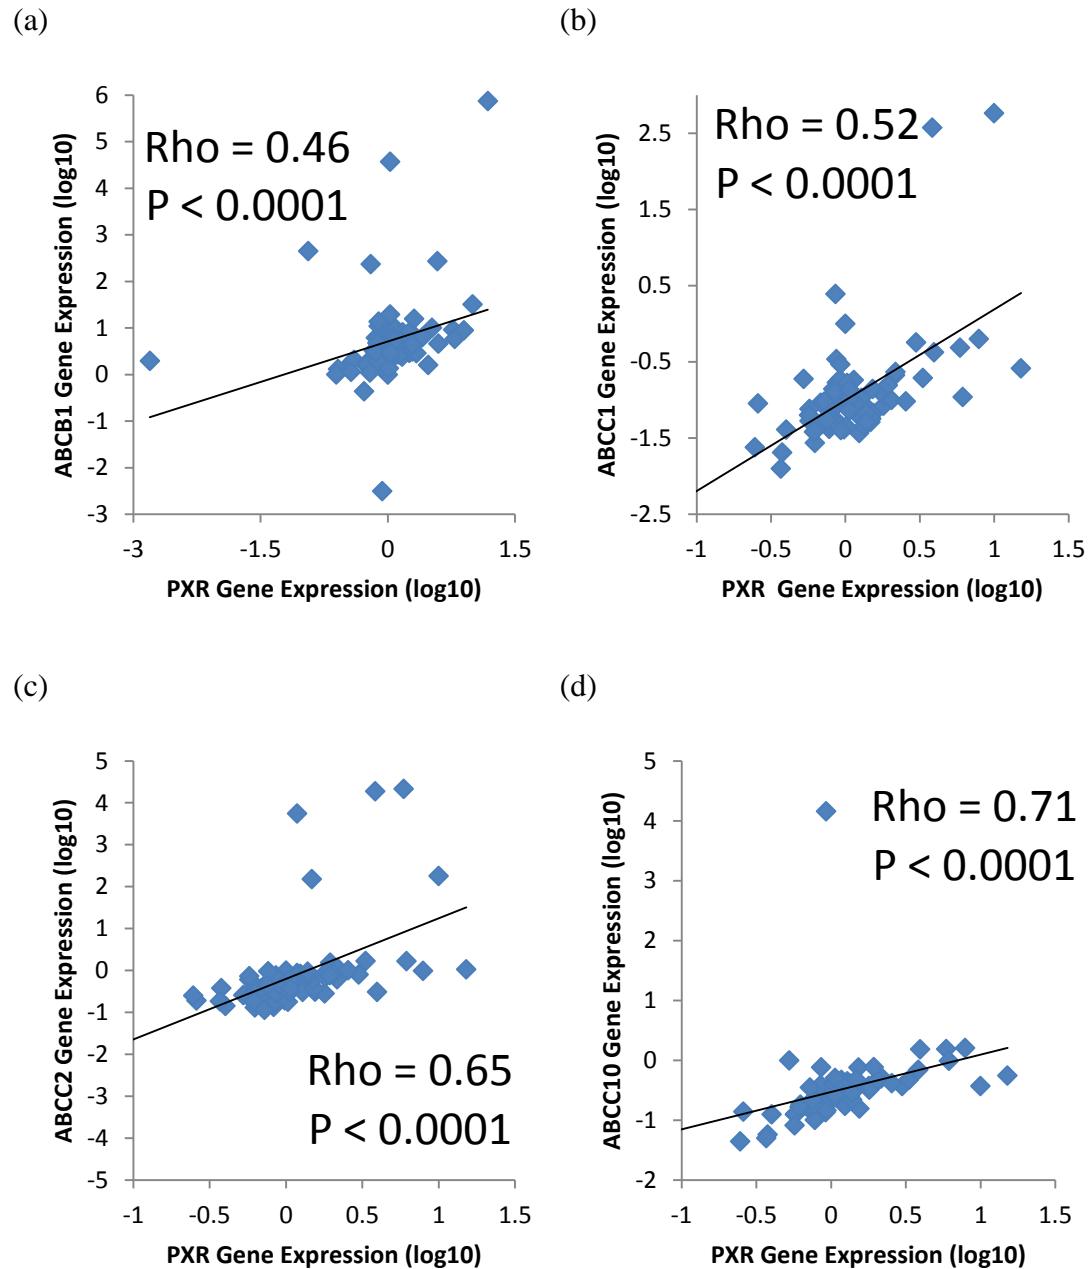 (a)
(b)
6
5
4
3
2
1
0
-1
-2
-3
-3
-1.5
0
1.5
ABCB1 Gene Expression (log10)
PXR Gene Expression (log10)
Rho = 0.46
P < 0.0001
2.5
1.5
0.5
-0.5
-1.5
-2.5
-1
-0.5
0
0.5
1
1.5
ABCC1 Gene Expression (log10)
PXR  Gene Expression (log10)
Rho = 0.52
P < 0.0001
(c)
(d)
5
4
3
2
1
0
-1
-2
-3
-4
-5
-1
-0.5
0
0.5
1
1.5
ABCC2 Gene Expression (log10)
PXR Gene Expression (log10)
Rho = 0.65
P < 0.0001
5
4
3
2
1
0
-1
-2
-1
-0.5
0
0.5
1
1.5
ABCC10 Gene Expression (log10)
PXR Gene Expression (log10)
Rho = 0.71
P < 0.0001